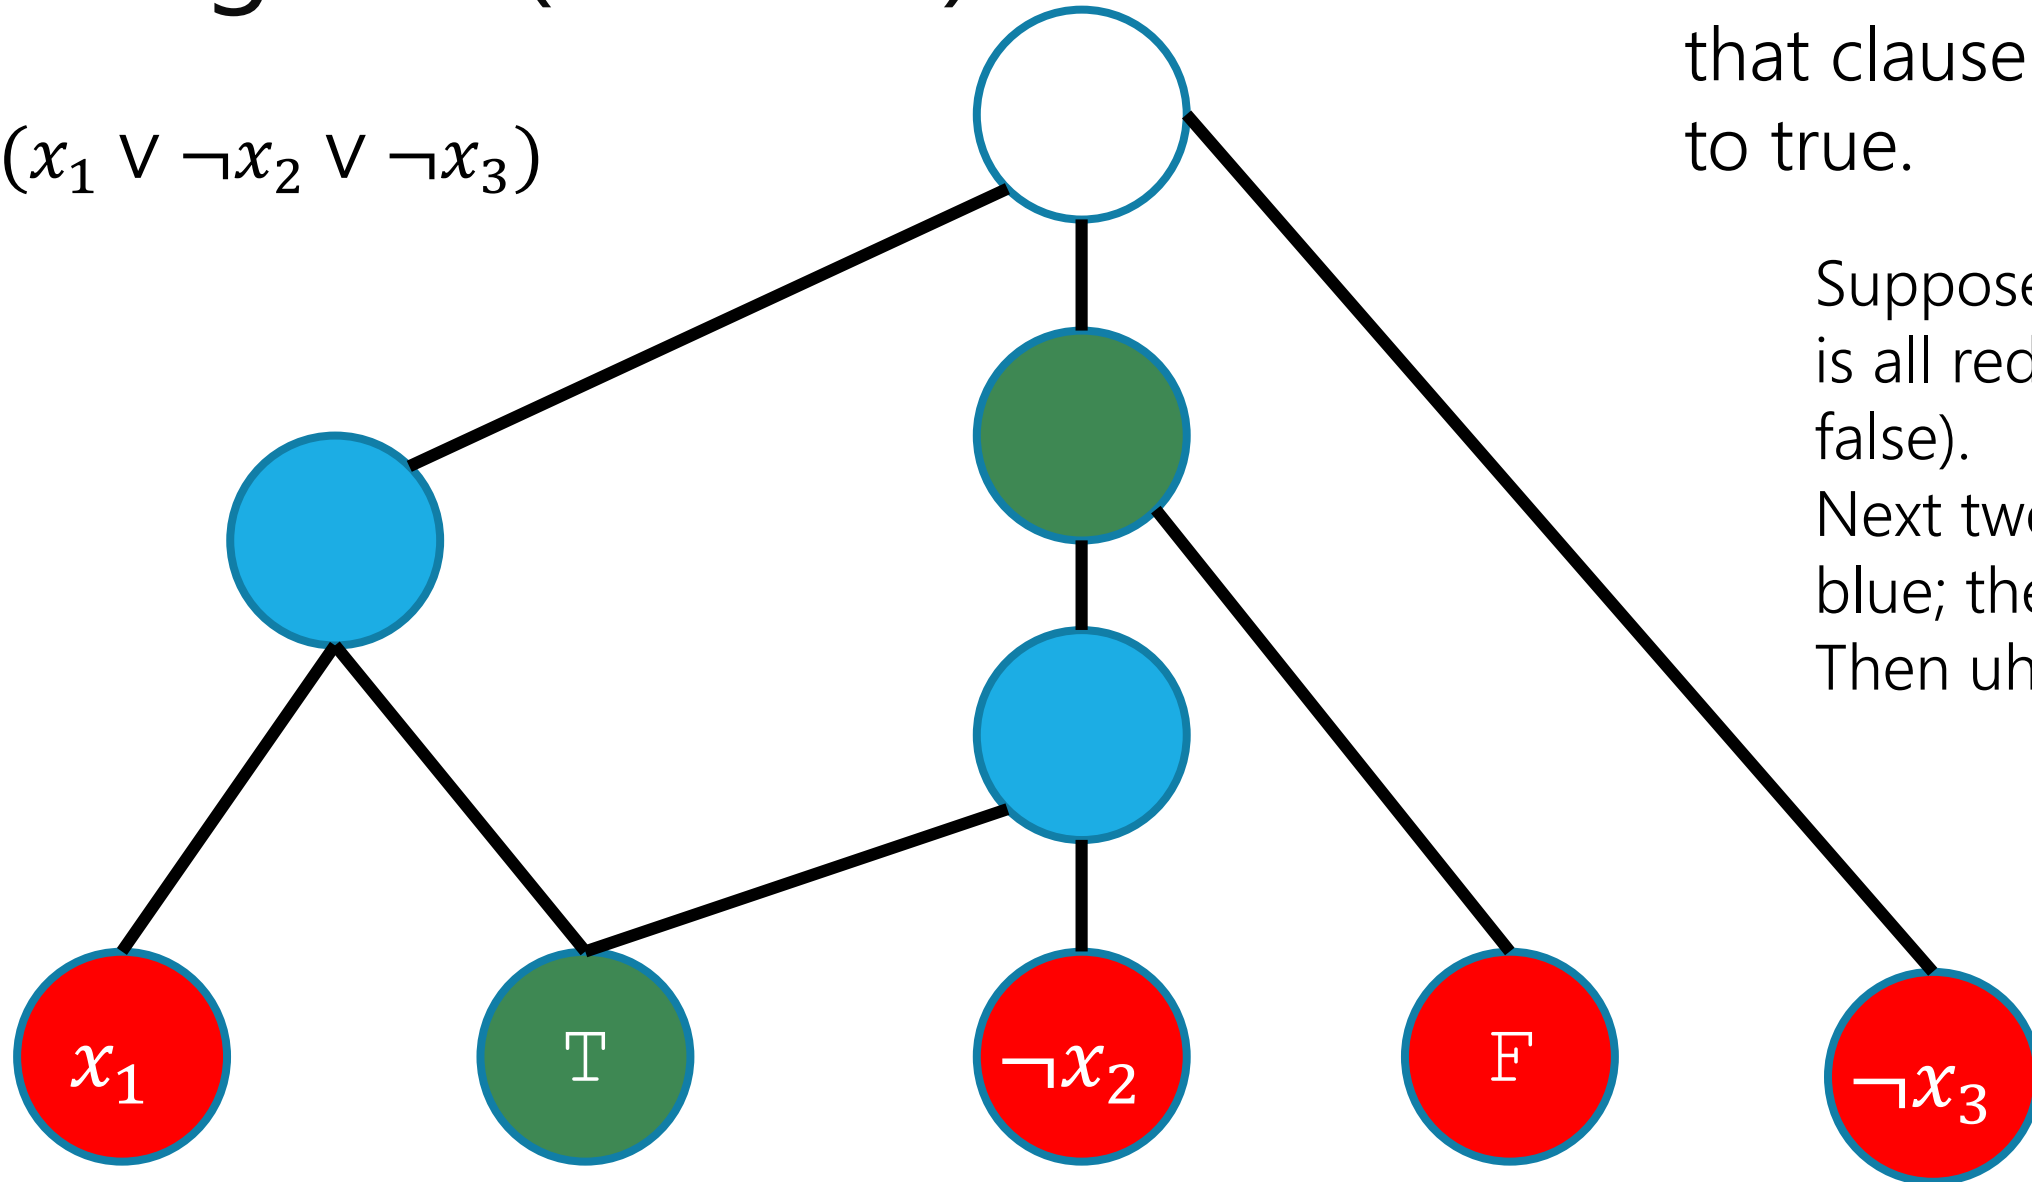 (x₁ ∨ ¬x₂ ∨ ¬x₃)
that clause
to true.
Suppose
is all red
false).
Next two
blue; the
Then uh
x₁
T
¬x₂
F
¬x₃